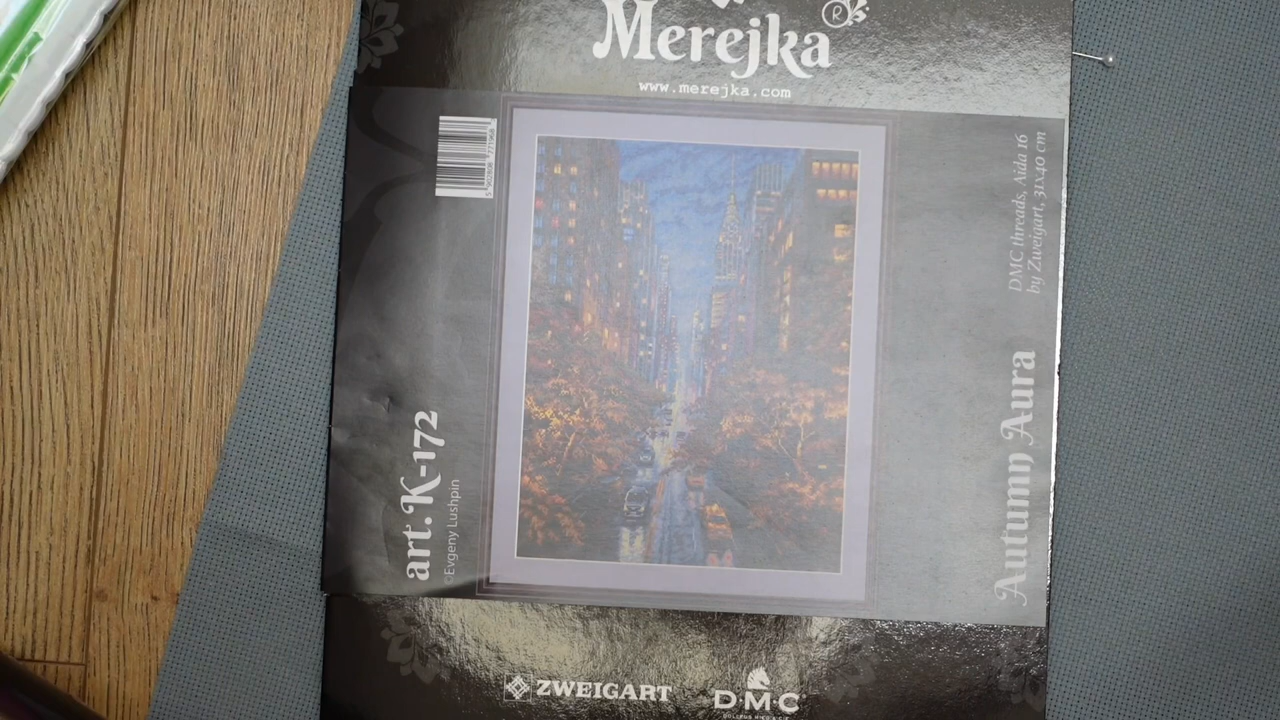 Merejka
R
www.merejka.com
DMC threads, Aida 16
by Zweigart, 31x40 cm
Autumn Aura
art.K-172
©Evgeny Lushpin
ZWEIGART
DMC